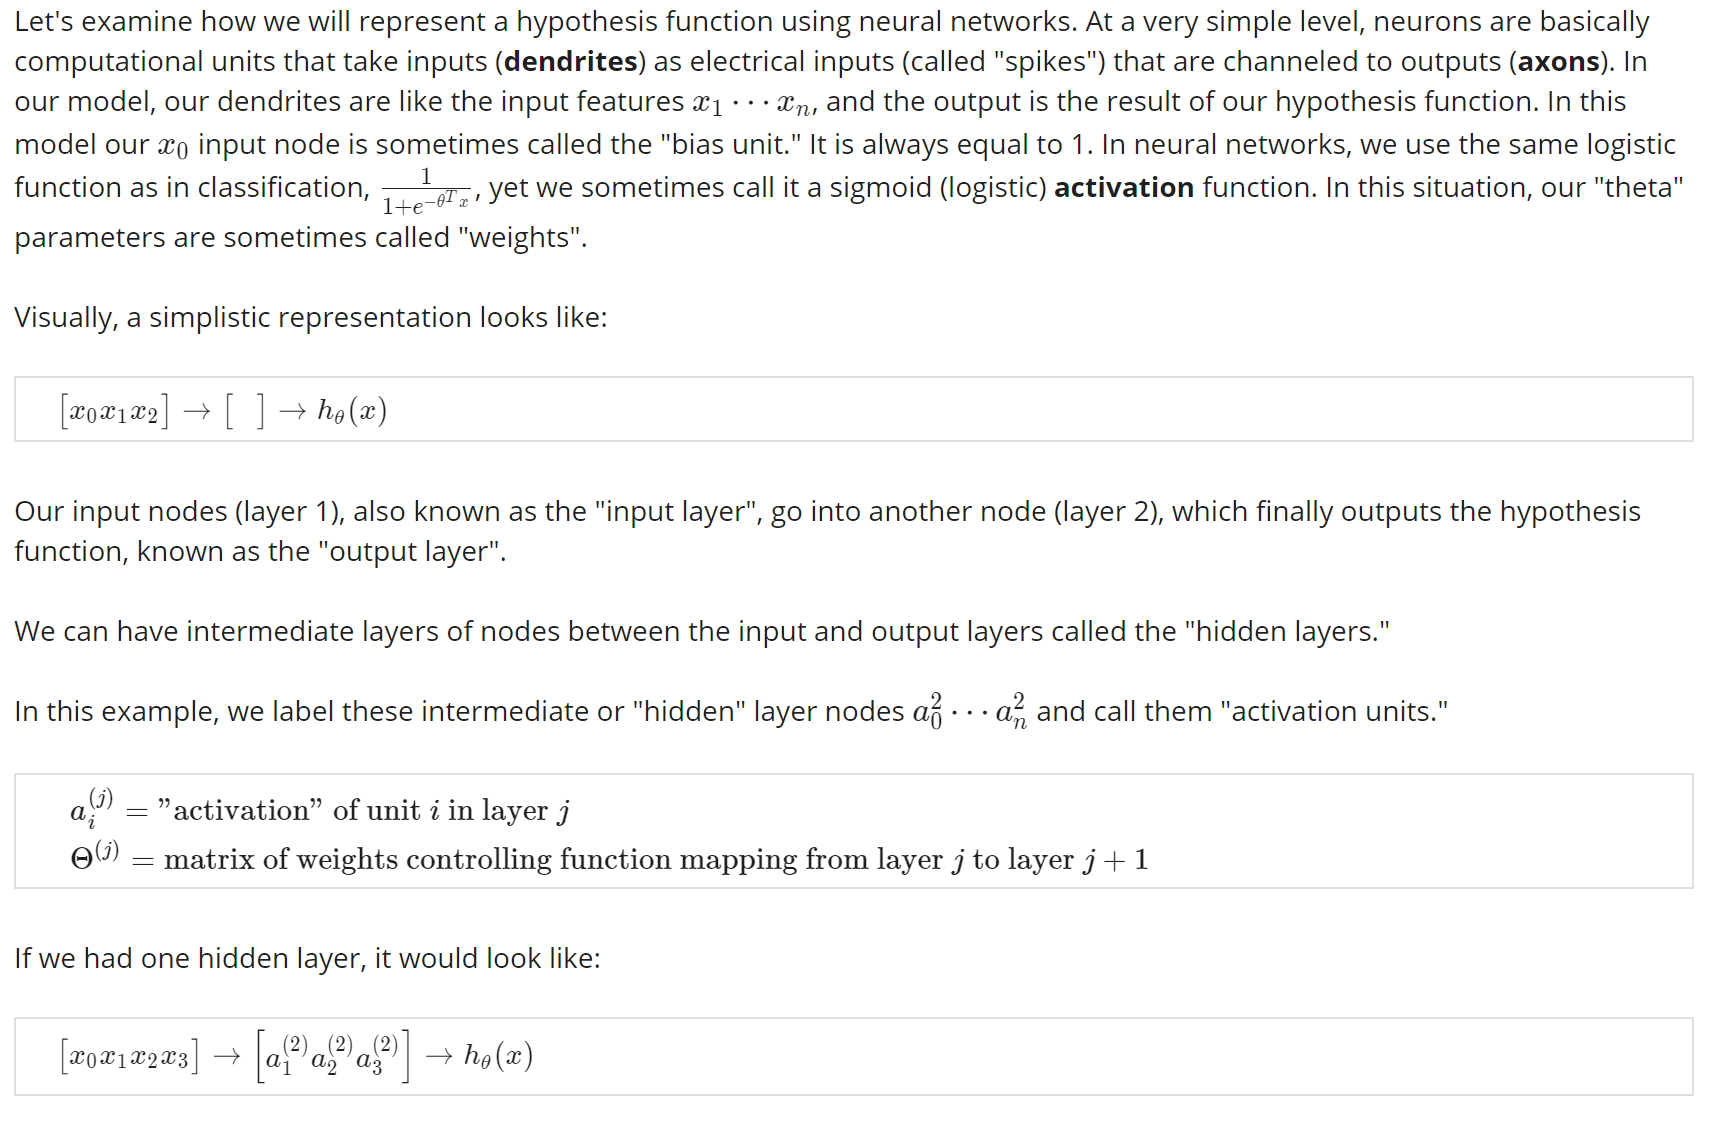 Let's examine how we will represent a hypothesis function using neural networks. At a very simple level, neurons are basically
computational units that take inputs (dendrites) as electrical inputs (called "spikes") that are channeled to outputs (axons). In
our model, our dendrites are like the input features x₁ ⋯ xₙ, and the output is the result of our hypothesis function. In this
model our x₀ input node is sometimes called the "bias unit." It is always equal to 1. In neural networks, we use the same logistic
function as in classification, \frac{1}{1+e^{-θ^T x}}, yet we sometimes call it a sigmoid (logistic) activation function. In this situation, our "theta"
parameters are sometimes called "weights".
Visually, a simplistic representation looks like:
[x₀x₁x₂] → [ ] → h_θ(x)
Our input nodes (layer 1), also known as the "input layer", go into another node (layer 2), which finally outputs the hypothesis
function, known as the "output layer".
We can have intermediate layers of nodes between the input and output layers called the "hidden layers."
In this example, we label these intermediate or "hidden" layer nodes a_0^2 ⋯ a_n^2 and call them "activation units."
a_i^{(j)} = ”activation” of unit i in layer j
Θ^{(j)} = matrix of weights controlling function mapping from layer j to layer j + 1
If we had one hidden layer, it would look like:
[x₀x₁x₂x₃] → [a_1^{(2)} a_2^{(2)} a_3^{(2)}] → h_θ(x)